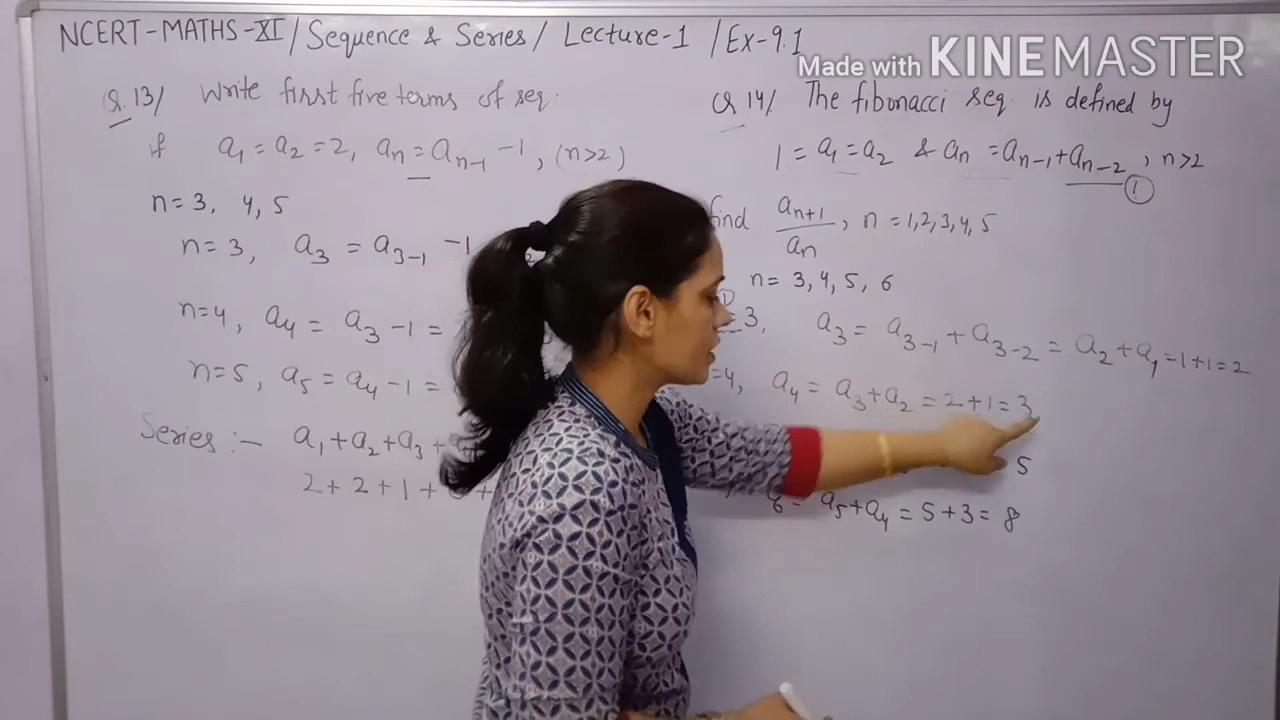 NCERT-MATHS-XI / Sequence & Series / Lecture-1 / Ex-9.1
Made with KINEMASTER
Q. 13/ Write first five terms of seq.
if a₁ = a₂ = 2, aₙ = aₙ₋₁ -1, (n>2)
n = 3, 4, 5
n = 3, a₃ = a₃₋₁ -1
n=4, a₄ = a₃ -1 =
n=5, a₅ = a₄ -1 =
Series :- a₁ + a₂ + a₃ +
2 + 2 + 1 +
Q 14/ The fibonacci seq. is defined by
1 = a₁ = a₂ & aₙ = aₙ₋₁ + aₙ₋₂, n>2
①
find aₙ₊₁/aₙ, n = 1,2,3,4,5
n = 3, 4, 5, 6
①
= 3, a₃ = a₃₋₁ + a₃₋₂ = a₂ + a₁ = 1+1 = 2
=4, a₄ = a₃ + a₂ = 2+1 = 3
5
a₅ + a₄ = 5+3 = 8